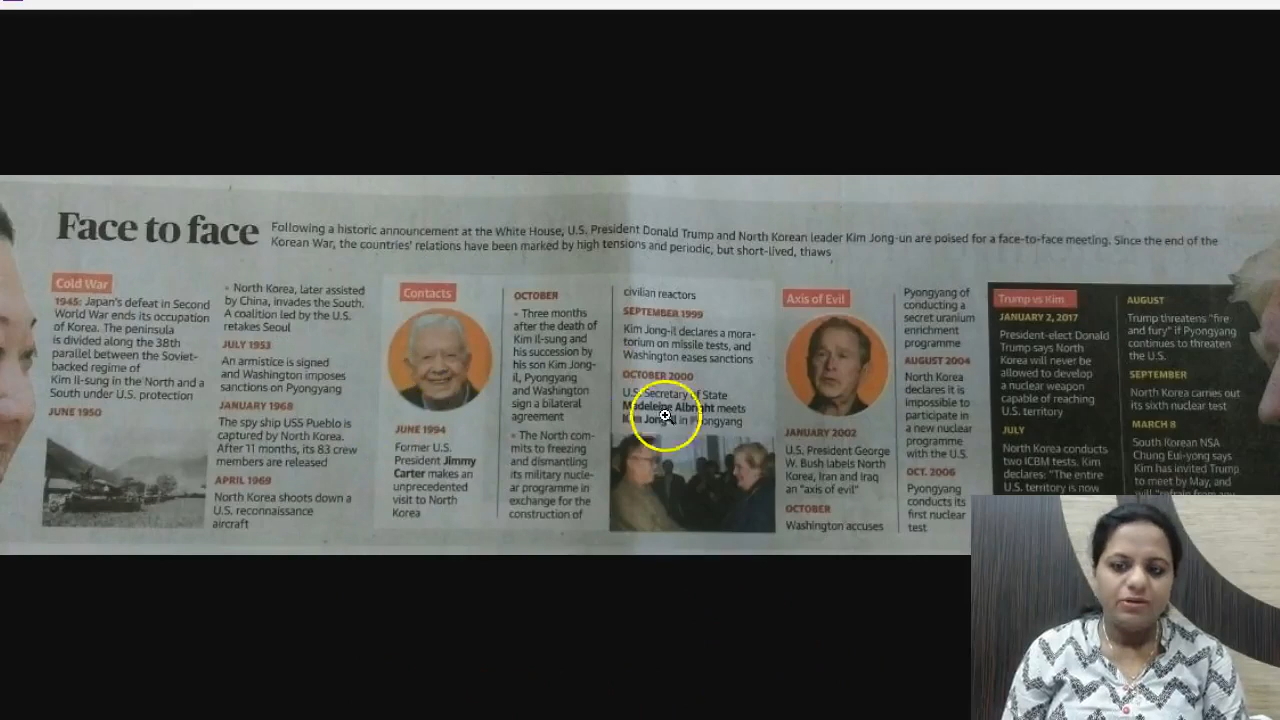 Face to face
Following a historic announcement at the White House, U.S. President Donald Trump and North Korean leader Kim Jong-un are poised for a face-to-face meeting. Since the end of the
Korean War, the countries' relations have been marked by high tensions and periodic, but short-lived, thaws
Cold War
1945: Japan's defeat in Second
World War ends its occupation
of Korea. The peninsula
is divided along the 38th
parallel between the Soviet-
backed regime of
Kim Il-sung in the North and a
South under U.S. protection
JUNE 1950
• North Korea, later assisted
by China, invades the South.
A coalition led by the U.S.
retakes Seoul
JULY 1953
An armistice is signed
and Washington imposes
sanctions on Pyongyang
JANUARY 1968
The spy ship USS Pueblo is
captured by North Korea.
After 11 months, its 83 crew
members are released
APRIL 1969
North Korea shoots down a
U.S. reconnaissance
aircraft
Contacts
JUNE 1994
Former U.S.
President Jimmy
Carter makes an
unprecedented
visit to North
Korea
OCTOBER
• Three months
after the death of
Kim Il-sung and
his succession by
his son Kim Jong-
il, Pyongyang
and Washington
sign a bilateral
agreement
• The North com-
mits to freezing
and dismantling
its military nucle-
ar programme in
exchange for the
construction of
civilian reactors
SEPTEMBER 1999
Kim Jong-il declares a mora-
torium on missile tests, and
Washington eases sanctions
OCTOBER 2000
U.S. Secretary of State
Madeleine Albright meets
Kim Jong-il in Pyongyang
Axis of Evil
JANUARY 2002
U.S. President George
W. Bush labels North
Korea, Iran and Iraq
an "axis of evil"
OCTOBER
Washington accuses
Pyongyang of
conducting a
secret uranium
enrichment
programme
AUGUST 2004
North Korea
declares it is
impossible to
participate in
a new nuclear
programme
with the U.S.
OCT. 2006
Pyongyang
conducts its
first nuclear
test
Trump vs Kim
JANUARY 2, 2017
President-elect Donald
Trump says North
Korea will never be
allowed to develop
a nuclear weapon
capable of reaching
U.S. territory
JULY
North Korea conducts
two ICBM tests. Kim
declares: "The entire
U.S. territory is now
AUGUST
Trump threatens "fire
and fury" if Pyongyang
continues to threaten
the U.S.
SEPTEMBER
North Korea carries out
its sixth nuclear test
MARCH 8
South Korean NSA
Chung Eui-yong says
Kim has invited Trump
to meet by May, and
will "refrain from any